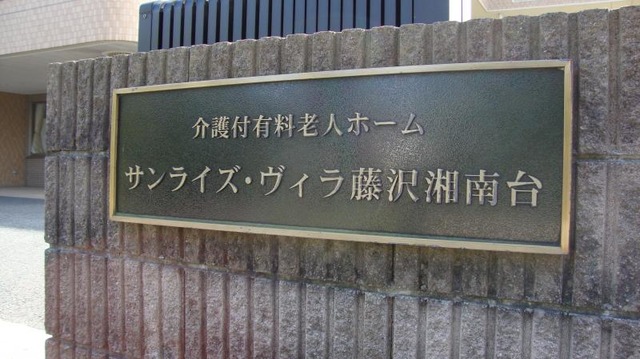 介護付有料老人ホーム
サンライズ・ヴィラ藤沢湘南台